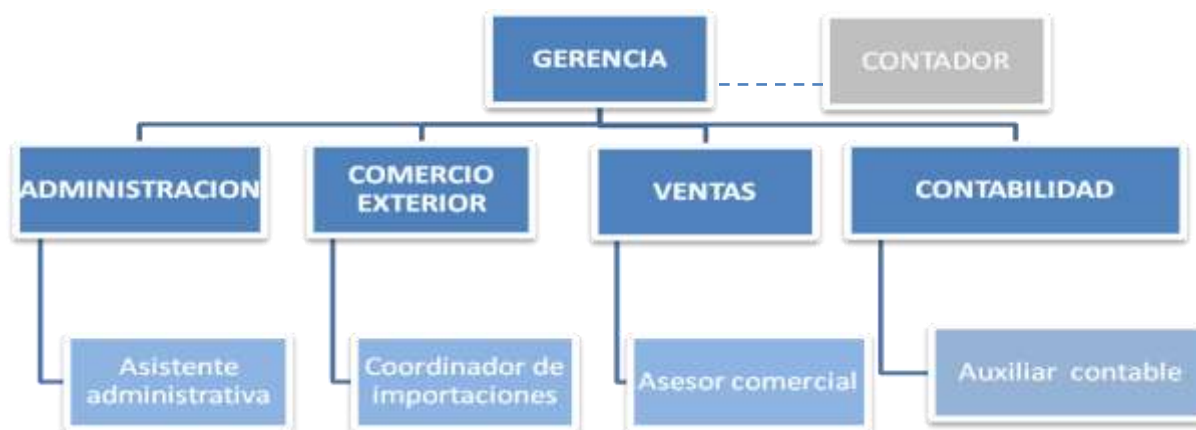 GERENCIA
CONTADOR
ADMINISTRACION
COMERCIO
EXTERIOR
VENTAS
CONTABILIDAD
Asistente
administrativa
Coordinador de
importaciones
Asesor comercial
Auxiliar contable